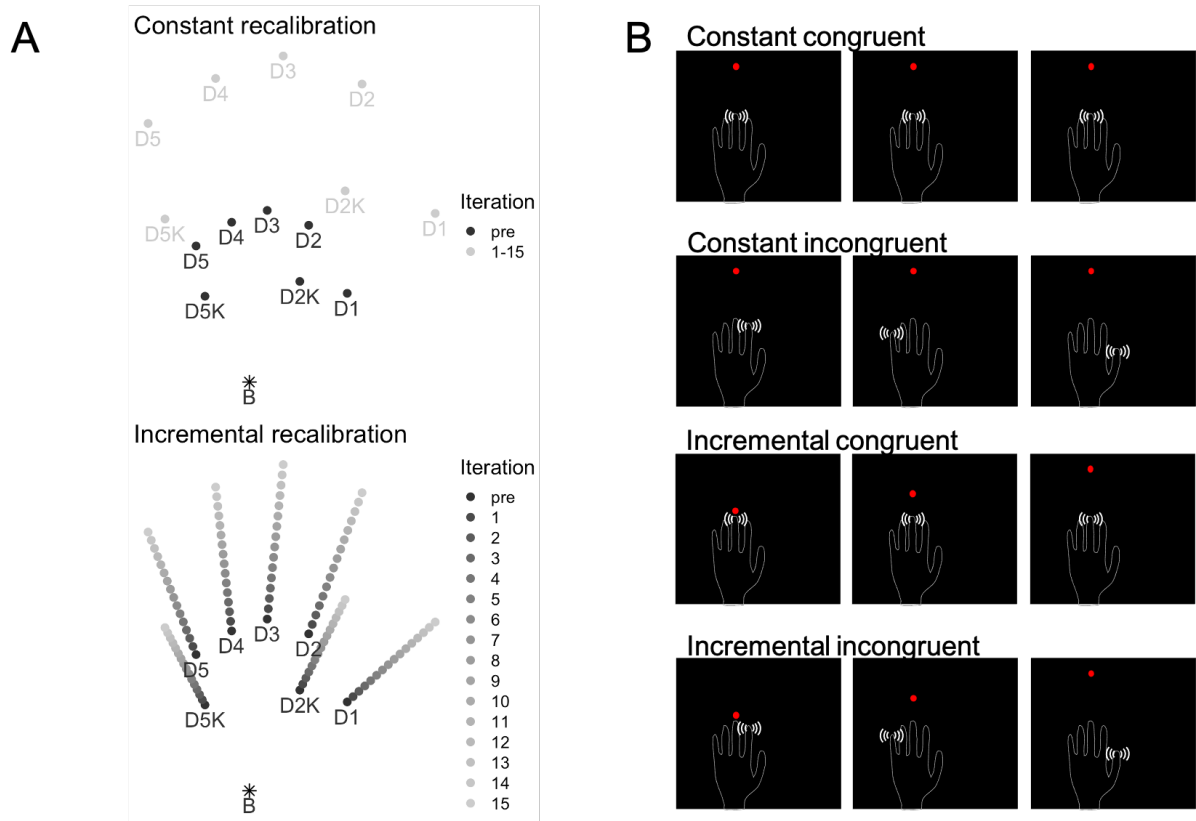 A
Constant recalibration
D3
D4
D2
D5
D2K
D5K
D1
D3
D4
D2
D5
D2K
D5K
D1
B
Iteration
pre
1-15
Incremental recalibration
D3
D4
D2
D5
D2K
D5K
D1
B
Iteration
pre
1
2
3
4
5
6
7
8
9
10
11
12
13
14
15
B
Constant congruent
Constant incongruent
Incremental congruent
Incremental incongruent